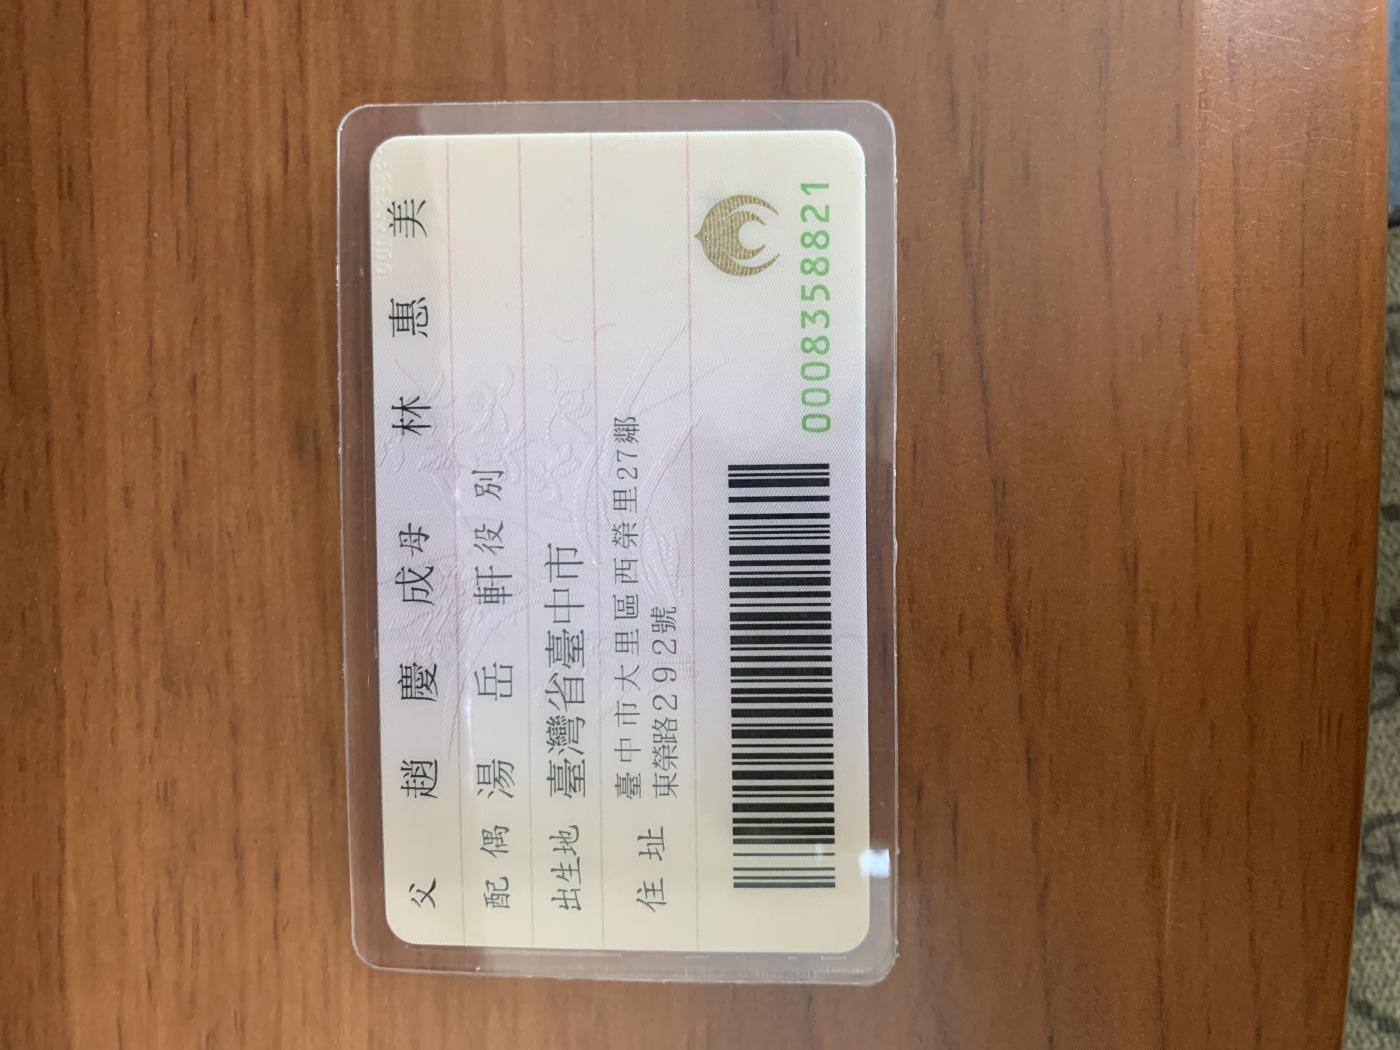 父 趙慶成 母 林惠美
配偶 湯岳軒 役別
出生地 臺灣省臺中市
住址 臺中市大里區西榮里27鄰
東榮路292號
0008358821